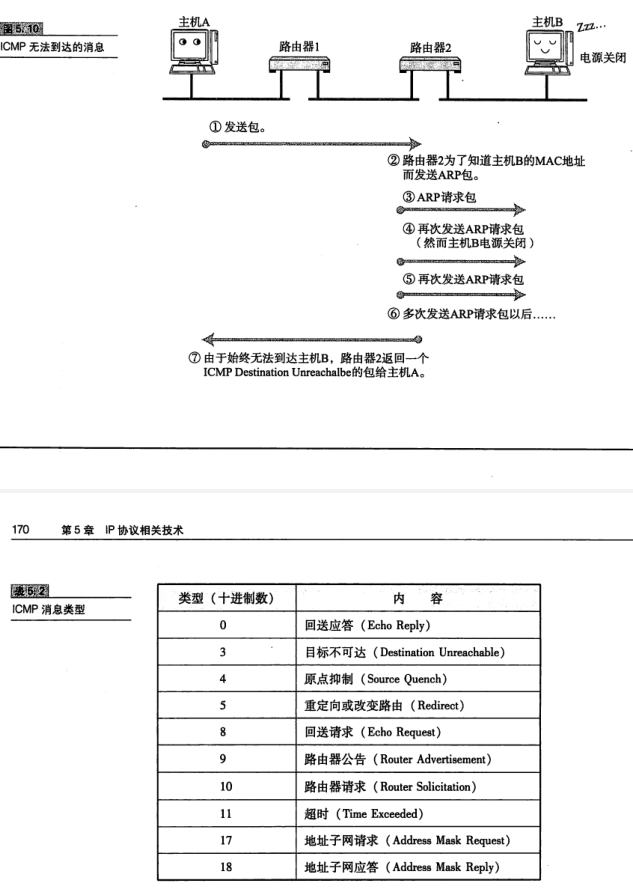 图5.10
ICMP 无法到达的消息
主机A
路由器1
路由器2
主机B
Zzz...
电源关闭
① 发送包。
② 路由器2为了知道主机B的MAC地址
而发送ARP包。
③ ARP请求包
④ 再次发送ARP请求包
（然而主机B电源关闭）
⑤ 再次发送ARP请求包
⑥ 多次发送ARP请求包以后……
⑦ 由于始终无法到达主机B，路由器2返回一个
ICMP Destination Unreachalbe的包给主机A。
170 第 5 章 IP 协议相关技术
表5.2
ICMP 消息类型
类型（十进制数） 内 容
0 回送应答（Echo Reply）
3 目标不可达（Destination Unreachable）
4 原点抑制（Source Quench）
5 重定向或改变路由（Redirect）
8 回送请求（Echo Request）
9 路由器公告（Router Advertisement）
10 路由器请求（Router Solicitation）
11 超时（Time Exceeded）
17 地址子网请求（Address Mask Request）
18 地址子网应答（Address Mask Reply）